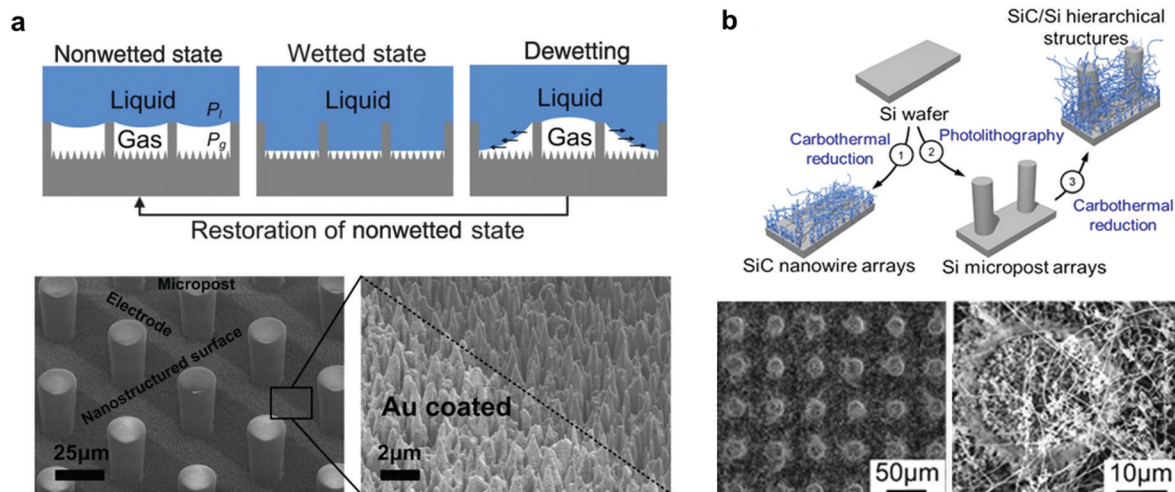 a
Nonwetted state
Wetted state
Dewetting
Liquid
Pl
Gas
Pg
Liquid
Liquid
Gas
Restoration of nonwetted state
Micropost
Electrode
Nanostructured surface
25μm
Au coated
2μm
b
SiC/Si hierarchical
structures
Si wafer
Carbothermal
reduction
1
2
Photolithography
3
Carbothermal
reduction
SiC nanowire arrays
Si micropost arrays
50μm
10μm